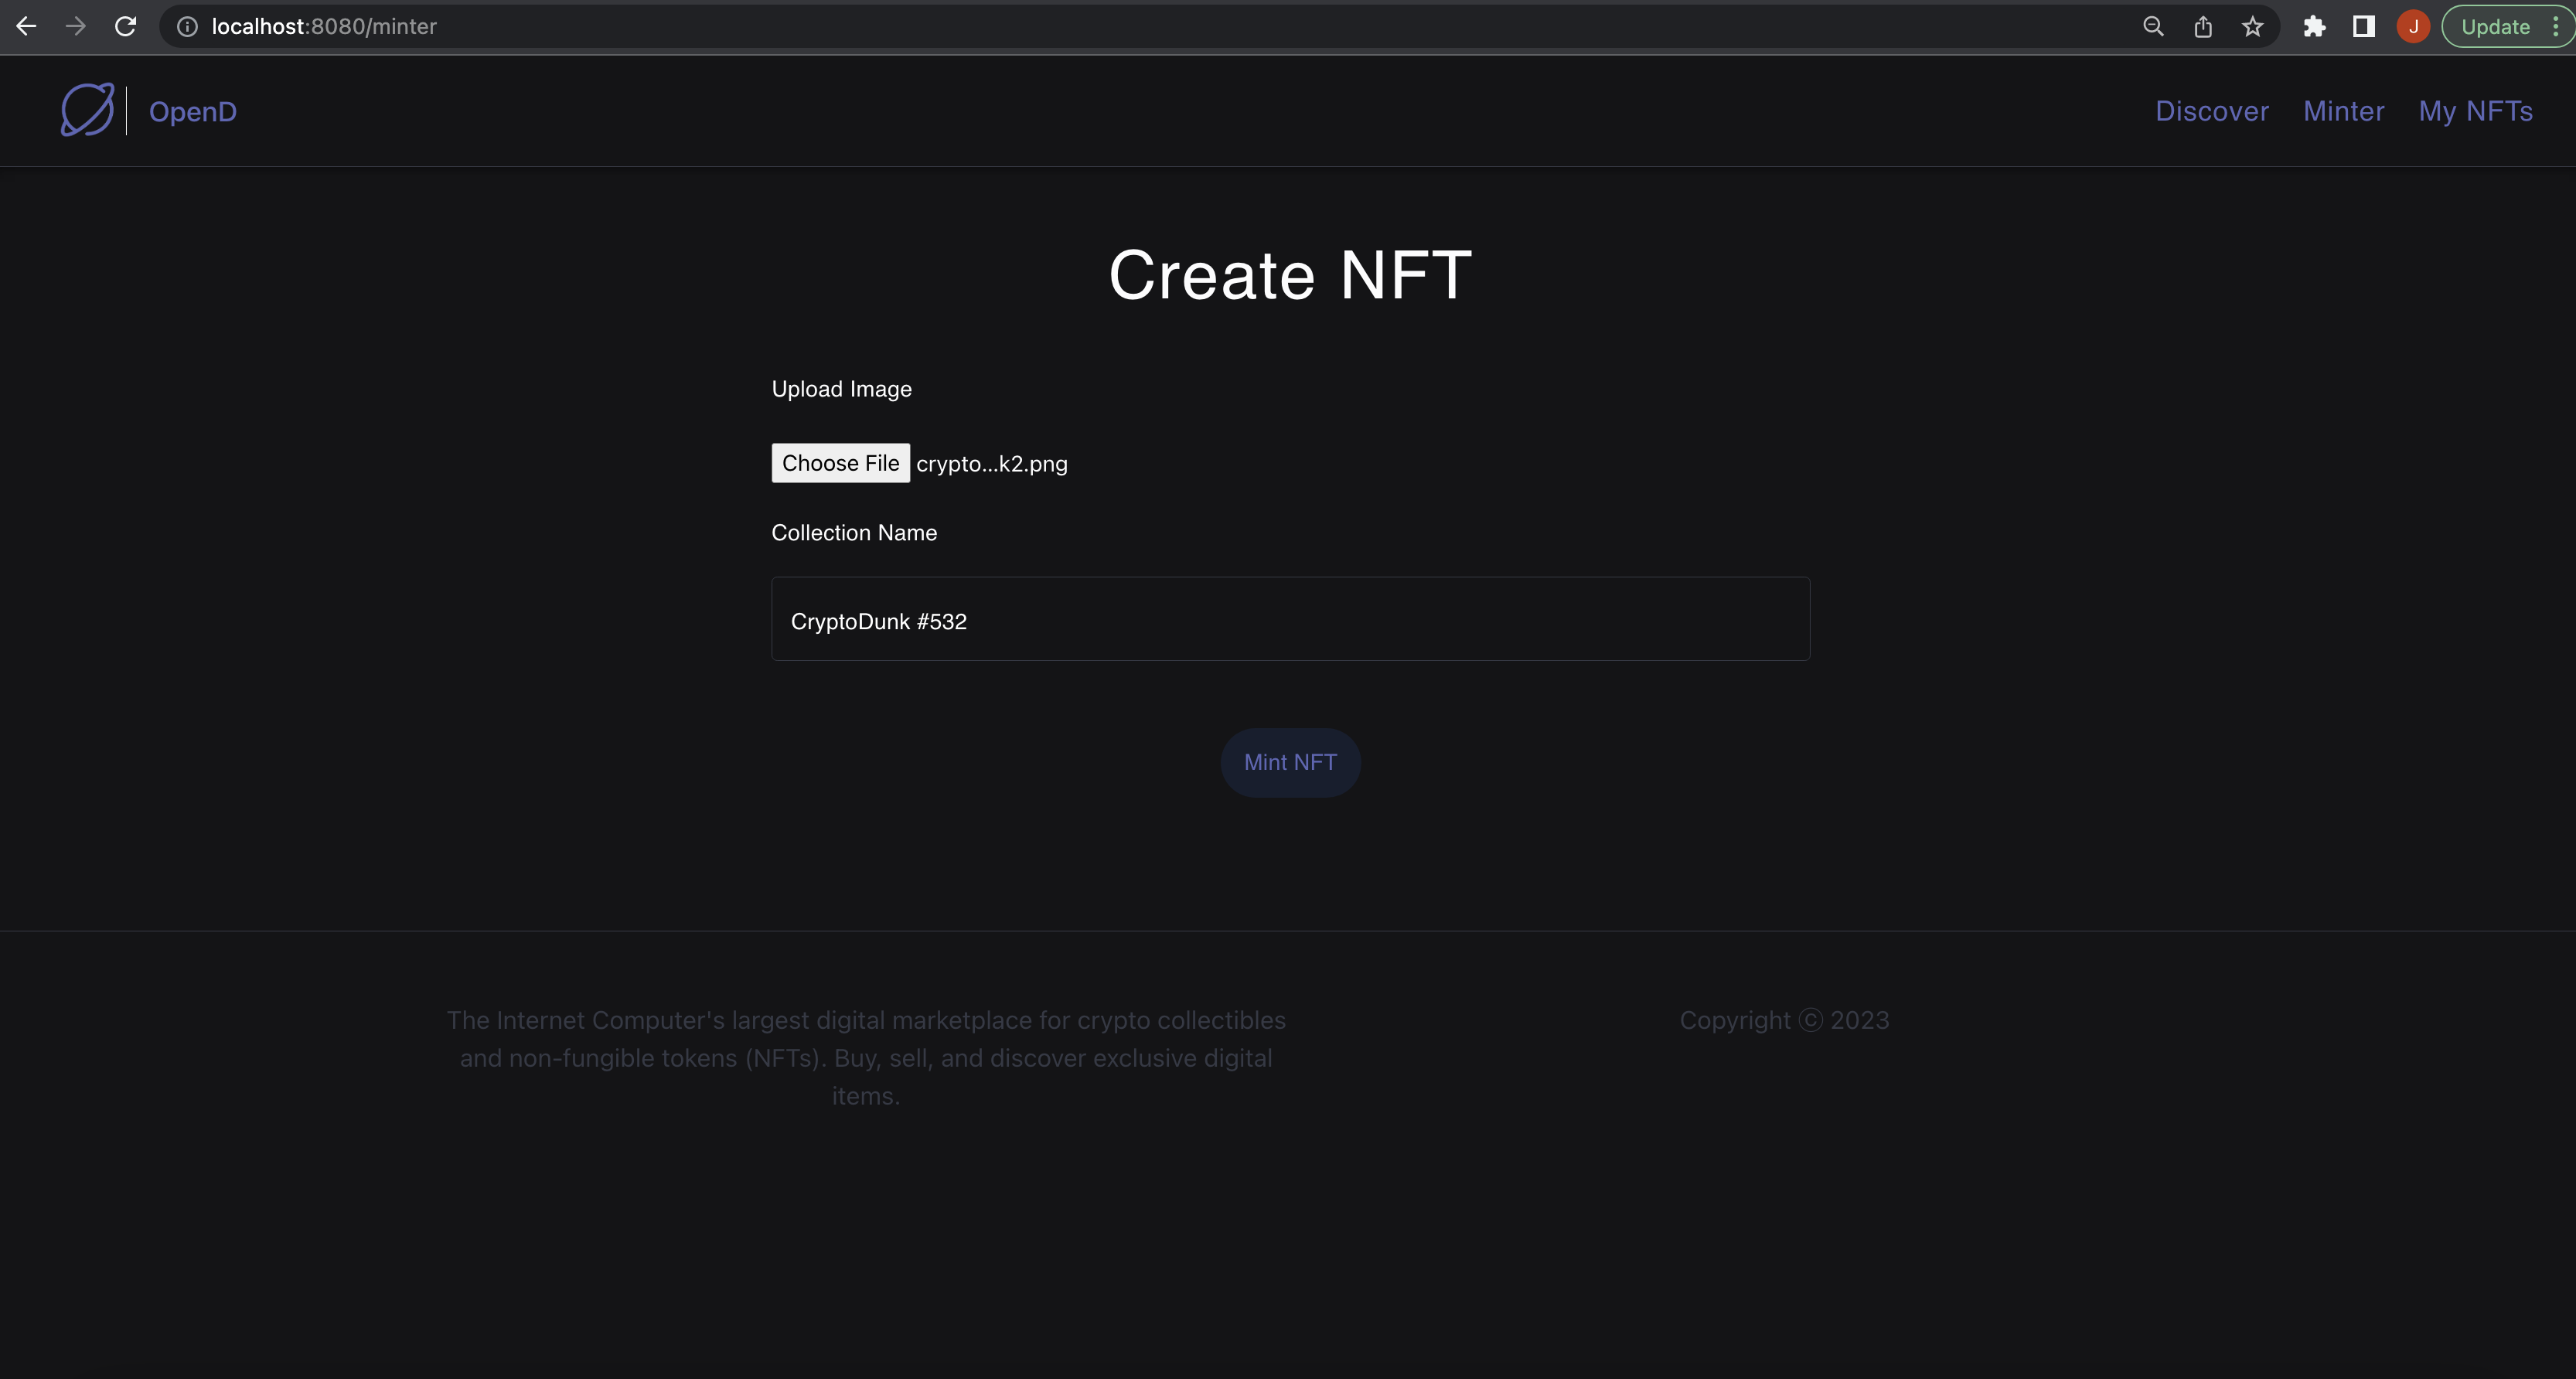 localhost:8080/minter
J
Update
OpenD
Discover
Minter
My NFTs
Create NFT
Upload Image
Choose File crypto...k2.png
Collection Name
CryptoDunk #532
Mint NFT
The Internet Computer's largest digital marketplace for crypto collectibles
and non-fungible tokens (NFTs). Buy, sell, and discover exclusive digital
items.
Copyright ⓒ 2023